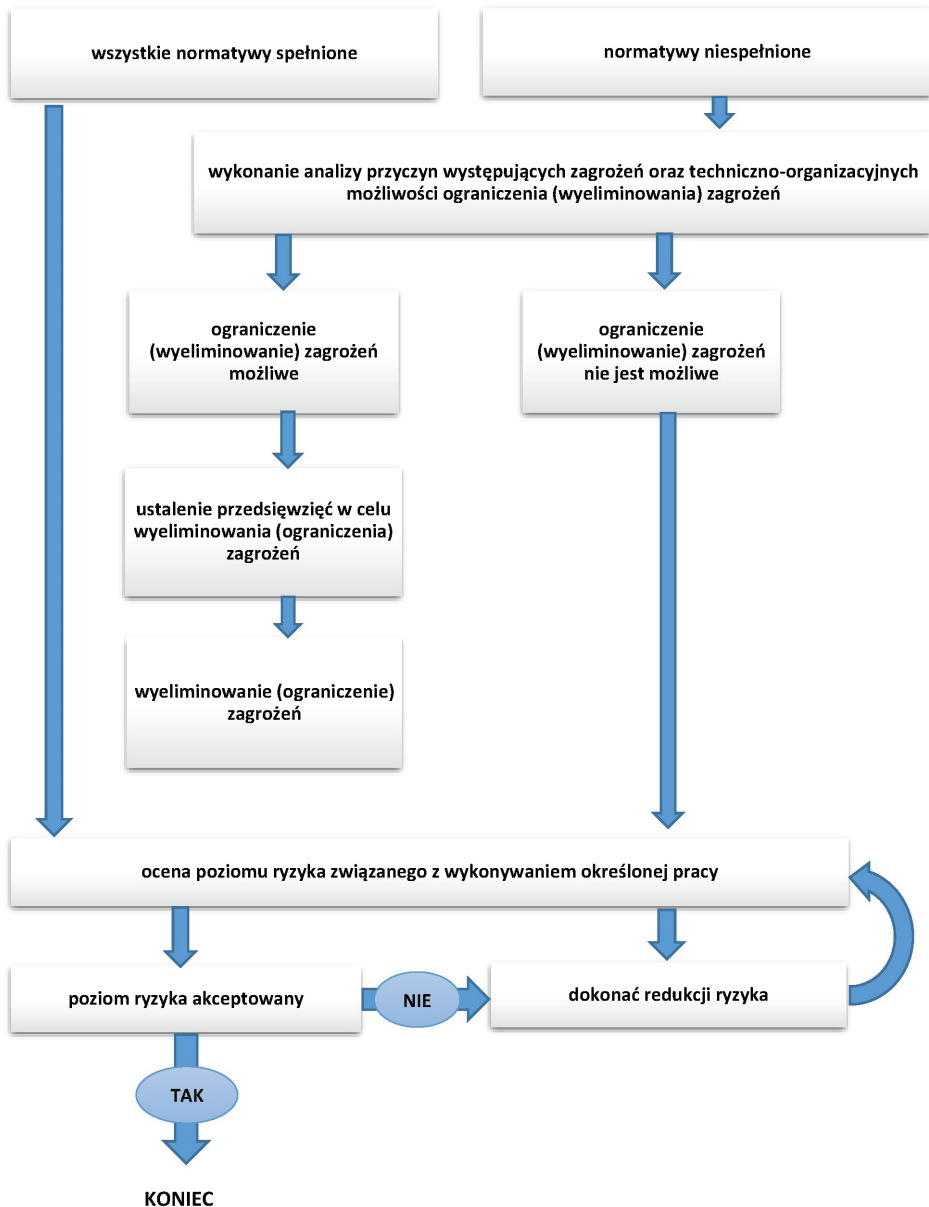 wszystkie normatywy spełnione
normatywy niespełnione
wykonanie analizy przyczyn występujących zagrożeń oraz techniczno-organizacyjnych
możliwości ograniczenia (wyeliminowania) zagrożeń
ograniczenie
(wyeliminowanie) zagrożeń
możliwe
ograniczenie
(wyeliminowanie) zagrożeń
nie jest możliwe
ustalenie przedsięwzięć w celu
wyeliminowania (ograniczenia)
zagrożeń
wyeliminowanie (ograniczenie)
zagrożeń
ocena poziomu ryzyka związanego z wykonywaniem określonej pracy
poziom ryzyka akceptowany
NIE
dokonać redukcji ryzyka
TAK
KONIEC